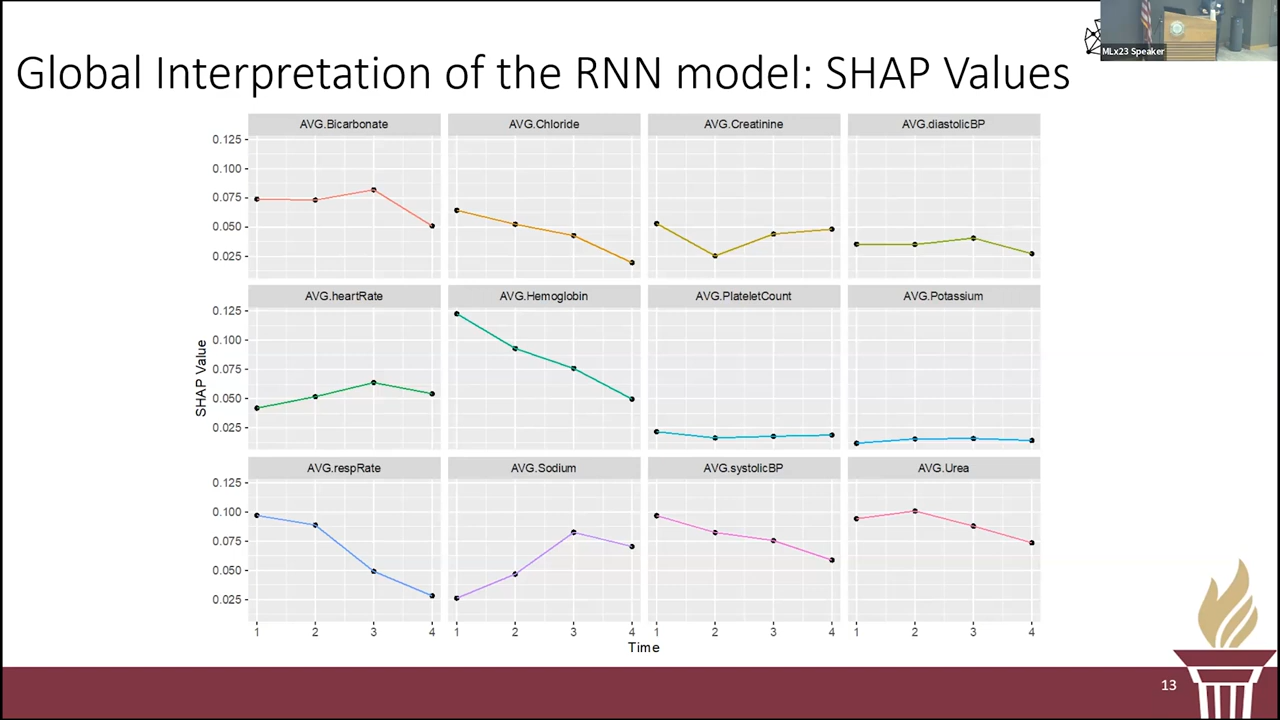 MLx23 Speaker
Global Interpretation of the RNN model: SHAP Values
AVG.Bicarbonate AVG.Chloride AVG.Creatinine AVG.diastolicBP
0.125
0.100
0.075
0.050
0.025
AVG.heartRate AVG.Hemoglobin AVG.PlateletCount AVG.Potassium
0.125
0.100
0.075
0.050
0.025
SHAP Value
AVG.respRate AVG.Sodium AVG.systolicBP AVG.Urea
0.125
0.100
0.075
0.050
0.025
1 2 3 4 1 2 3 4 1 2 3 4 1 2 3 4
Time
13